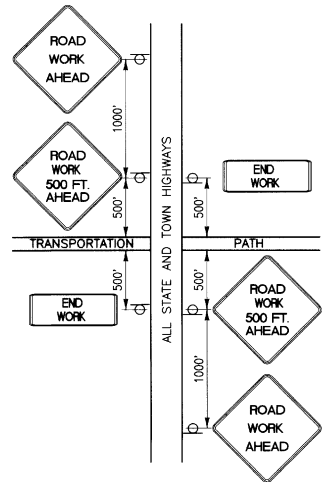 ROAD
WORK
AHEAD
1000'
ROAD
WORK
500 FT.
AHEAD
500'
ALL STATE AND TOWN HIGHWAYS
500'
END
WORK
TRANSPORTATION PATH
500'
END
WORK
500'
ROAD
WORK
500 FT.
AHEAD
1000'
ROAD
WORK
AHEAD